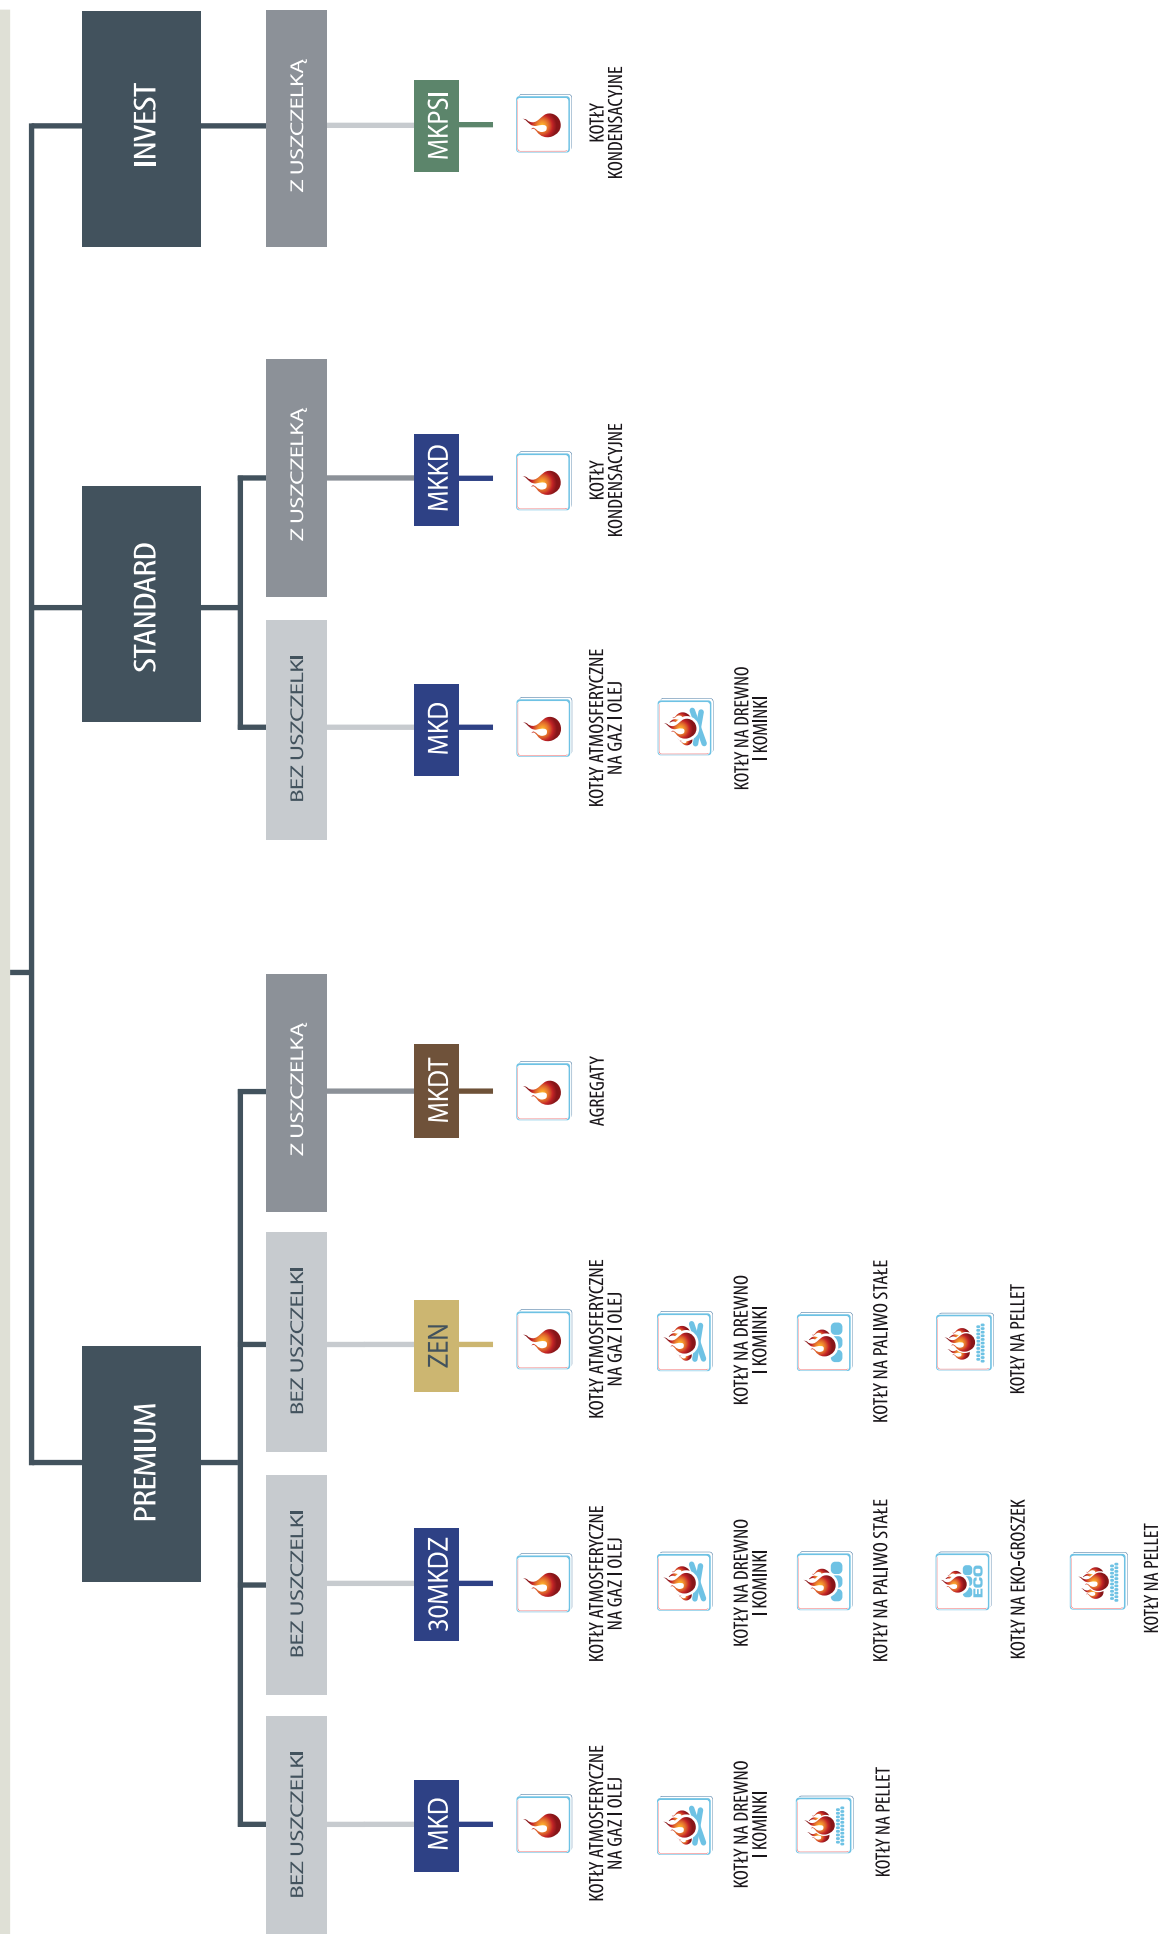 PREMIUM
STANDARD
INVEST
BEZ USZCZELKI
BEZ USZCZELKI
BEZ USZCZELKI
Z USZCZELKĄ
BEZ USZCZELKI
Z USZCZELKĄ
Z USZCZELKĄ
MKD
30MKDZ
ZEN
MKDT
MKD
MKKD
MKPSI
KOTŁY ATMOSFERYCZNE
NA GAZ I OLEJ
KOTŁY ATMOSFERYCZNE
NA GAZ I OLEJ
KOTŁY ATMOSFERYCZNE
NA GAZ I OLEJ
AGREGATY
KOTŁY ATMOSFERYCZNE
NA GAZ I OLEJ
KOTŁY
KONDENSACYJNE
KOTŁY
KONDENSACYJNE
KOTŁY NA DREWNO
I KOMINKI
KOTŁY NA DREWNO
I KOMINKI
KOTŁY NA DREWNO
I KOMINKI
KOTŁY NA DREWNO
I KOMINKI
KOTŁY NA PELLET
KOTŁY NA PALIWO STAŁE
KOTŁY NA PALIWO STAŁE
ECO
KOTŁY NA EKO-GROSZEK
KOTŁY NA PELLET
KOTŁY NA PELLET